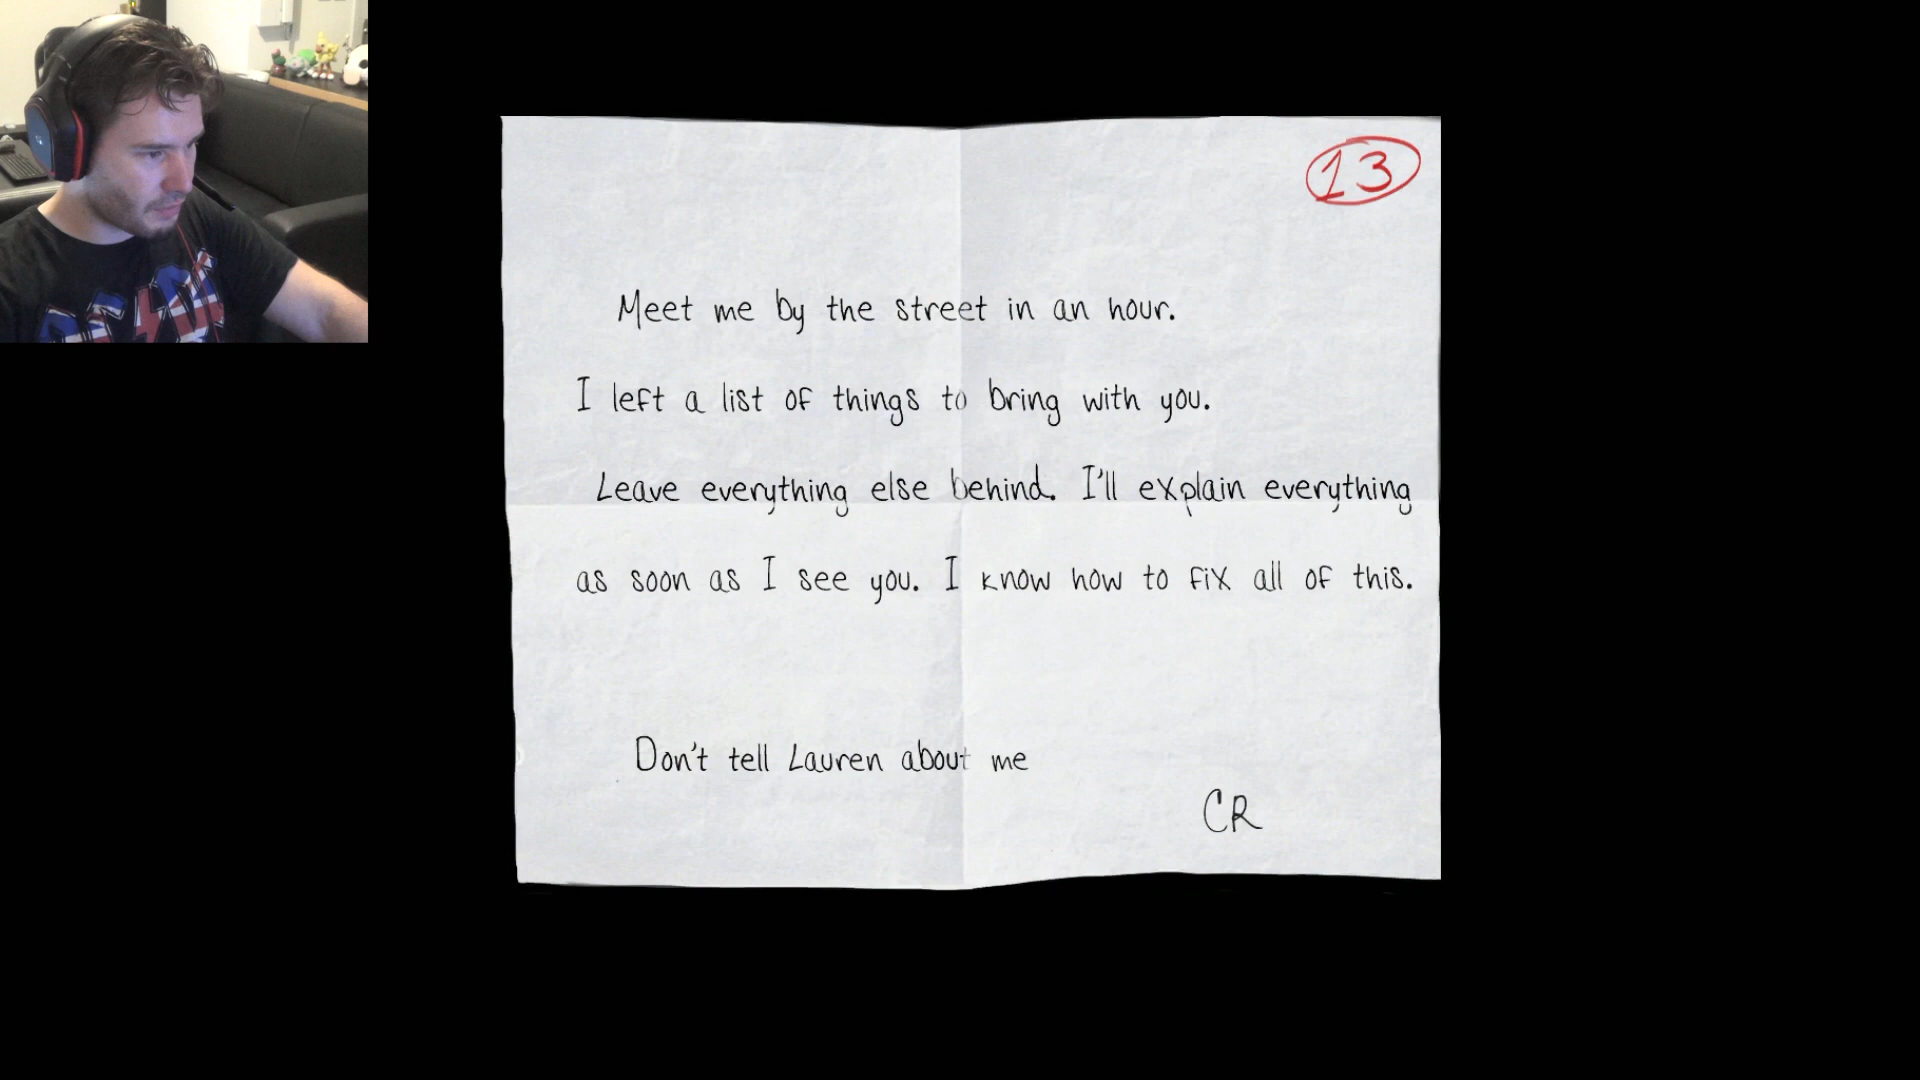 13
Meet me by the street in an hour.
I left a list of things to bring with you.
Leave everything else behind. I'll explain everything
as soon as I see you. I know how to fix all of this.
Don't tell Lauren about me
CR